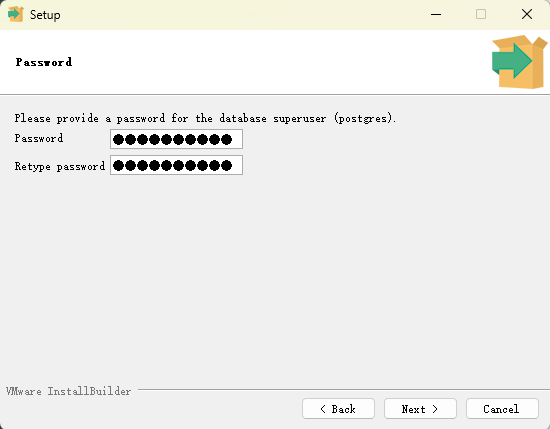 Setup
Password
Please provide a password for the database superuser (postgres).
Password ●●●●●●●●●●
Retype password ●●●●●●●●●●
VMware InstallBuilder
< Back
Next >
Cancel